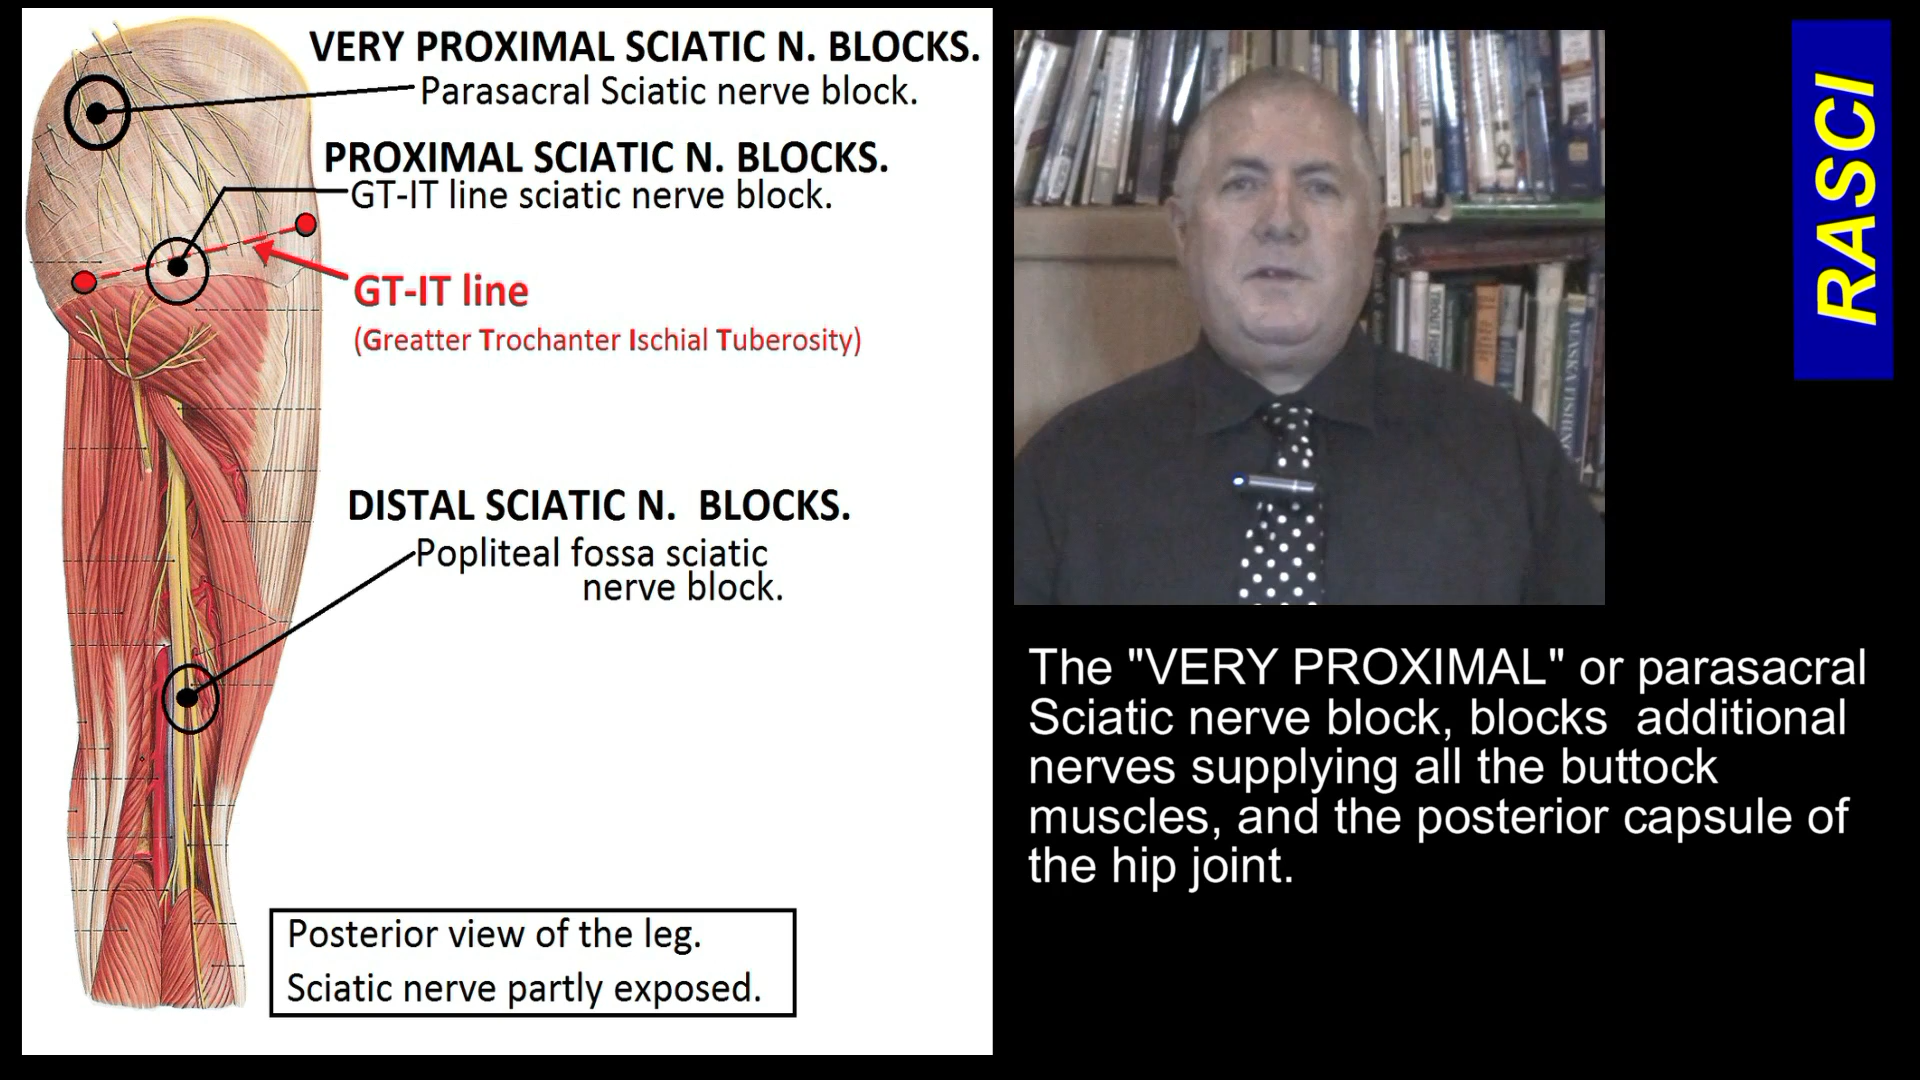 VERY PROXIMAL SCIATIC N. BLOCKS.
Parasacral Sciatic nerve block.
PROXIMAL SCIATIC N. BLOCKS.
GT-IT line sciatic nerve block.
GT-IT line
(Greatter Trochanter Ischial Tuberosity)
DISTAL SCIATIC N. BLOCKS.
Popliteal fossa sciatic
nerve block.
Posterior view of the leg.
Sciatic nerve partly exposed.
RASCI
TROUT
ALASKA FISHING
The "VERY PROXIMAL" or parasacral
Sciatic nerve block, blocks additional
nerves supplying all the buttock
muscles, and the posterior capsule of
the hip joint.